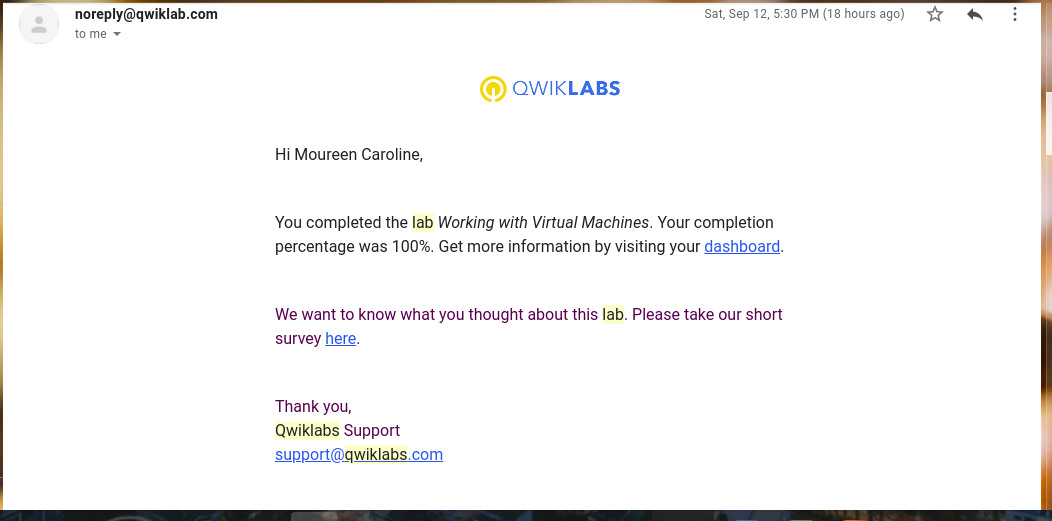 noreply@qwiklab.com
Sat, Sep 12, 5:30 PM (18 hours ago)
to me
QWIKLABS
Hi Moureen Caroline,
You completed the lab Working with Virtual Machines. Your completion
percentage was 100%. Get more information by visiting your dashboard.
We want to know what you thought about this lab. Please take our short
survey here.
Thank you,
Qwiklabs Support
support@qwiklabs.com